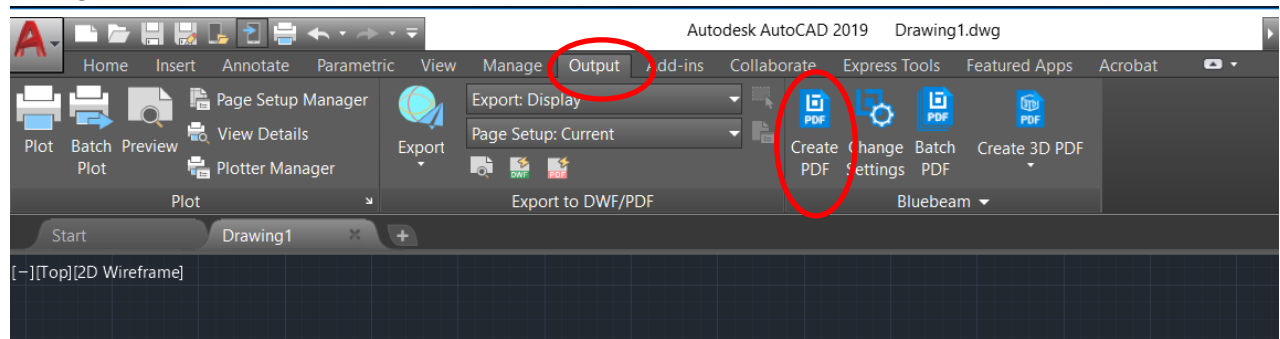 Autodesk AutoCAD 2019 Drawing1.dwg
Home Insert Annotate Parametric View Manage Output Add-ins Collaborate Express Tools Featured Apps Acrobat
Plot
Batch Plot
Preview
Page Setup Manager
View Details
Plotter Manager
Plot
Export
Export: Display
Page Setup: Current
DWF PDF
Export to DWF/PDF
PDF
Create PDF
Change Settings
PDF
Batch PDF
PDF
Create 3D PDF
Bluebeam
Start Drawing1
[−][Top][2D Wireframe]